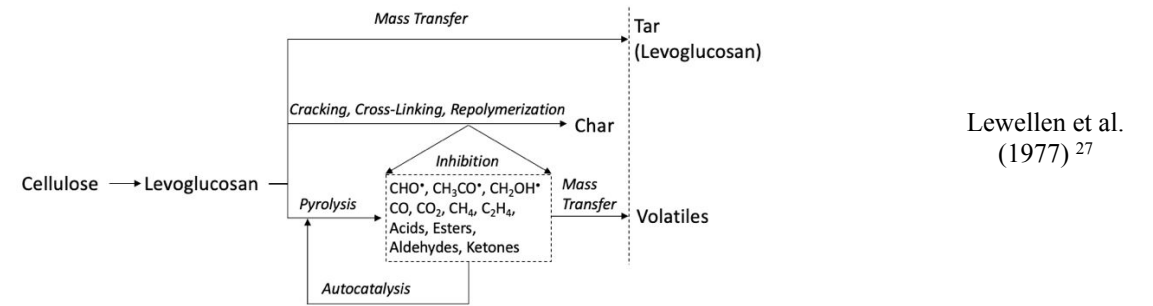 Mass Transfer
Tar
(Levoglucosan)
Cracking, Cross-Linking, Repolymerization
Char
Lewellen et al.
(1977) 27
Inhibition
Cellulose
Levoglucosan
CHO•, CH3CO•, CH2OH•
CO, CO2, CH4, C2H4,
Acids, Esters,
Aldehydes, Ketones
Pyrolysis
Mass
Transfer
Volatiles
Autocatalysis